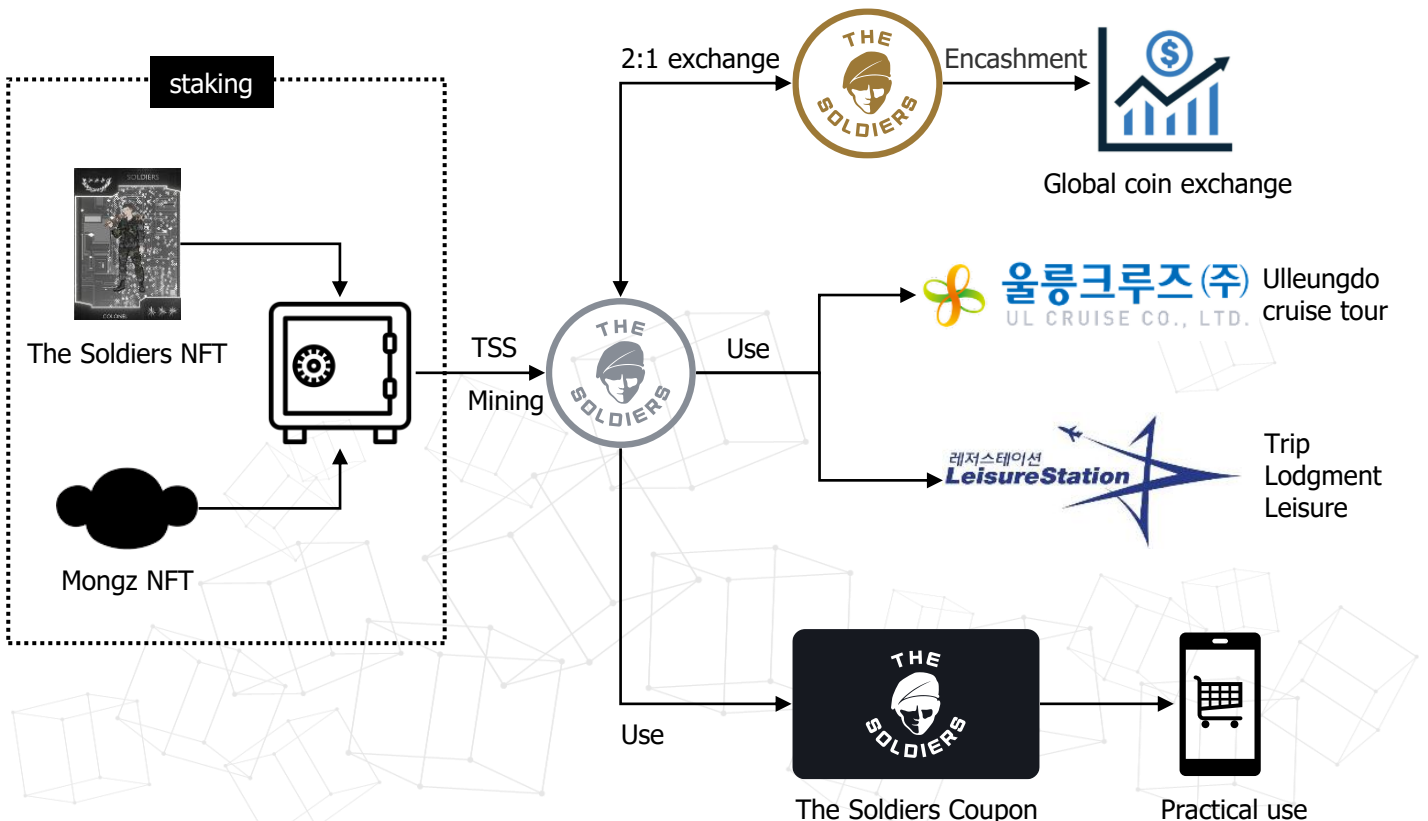 staking
SOLDIERS
COLONEL
The Soldiers NFT
Mongz NFT
TSS
Mining
THE
SOLDIERS
2:1 exchange
THE
SOLDIERS
Encashment
Global coin exchange
Use
울릉크루즈(주)
UL CRUISE CO., LTD.
Ulleungdo
cruise tour
레저스테이션
LeisureStation
Trip
Lodgment
Leisure
Use
THE
SOLDIERS
The Soldiers Coupon
Practical use